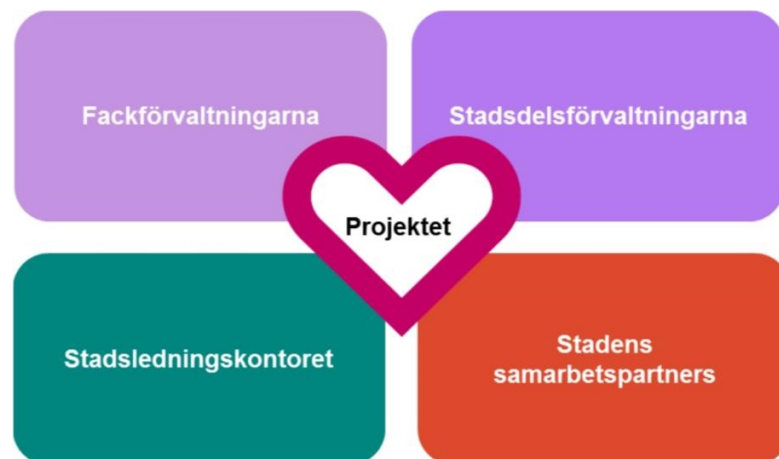 Fackförvaltningarna
Stadsdelsförvaltningarna
Projektet
Stadsledningskontoret
Stadens
samarbetspartners